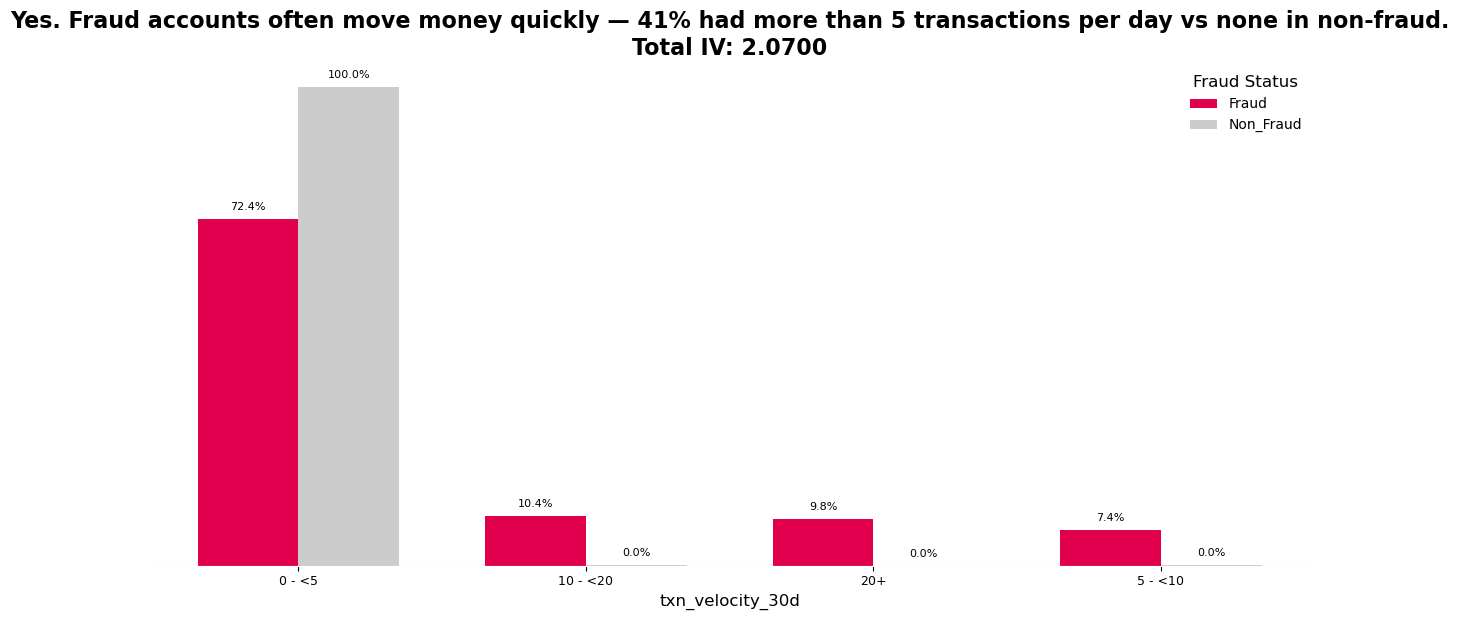 Yes. Fraud accounts often move money quickly — 41% had more than 5 transactions per day vs none in non-fraud.
Total IV: 2.0700
Fraud Status
Fraud
Non_Fraud
100.0%
72.4%
10.4%
0.0%
9.8%
0.0%
7.4%
0.0%
0 - <5
10 - <20
20+
5 - <10
txn_velocity_30d